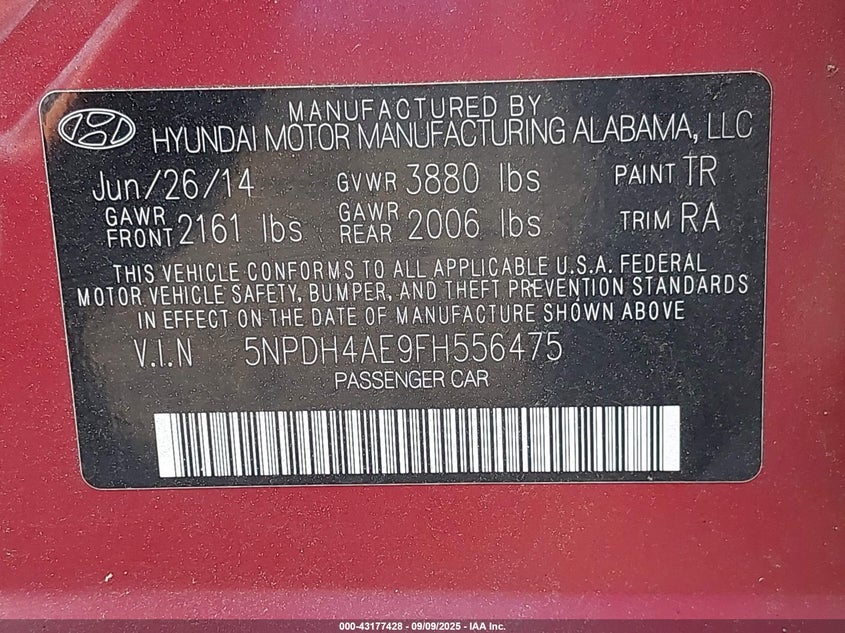 MANUFACTURED BY
HYUNDAI MOTOR MANUFACTURING ALABAMA, LLC
Jun/26/14 GVWR 3880 lbs PAINT TR
GAWR FRONT 2161 lbs GAWR REAR 2006 lbs TRIM RA
THIS VEHICLE CONFORMS TO ALL APPLICABLE U.S.A. FEDERAL
MOTOR VEHICLE SAFETY, BUMPER, AND THEFT PREVENTION STANDARDS
IN EFFECT ON THE DATE OF MANUFACTURE SHOWN ABOVE
V.I.N 5NPDH4AE9FH556475
PASSENGER CAR
000-43177428 - 09/09/2025 - IAA Inc.